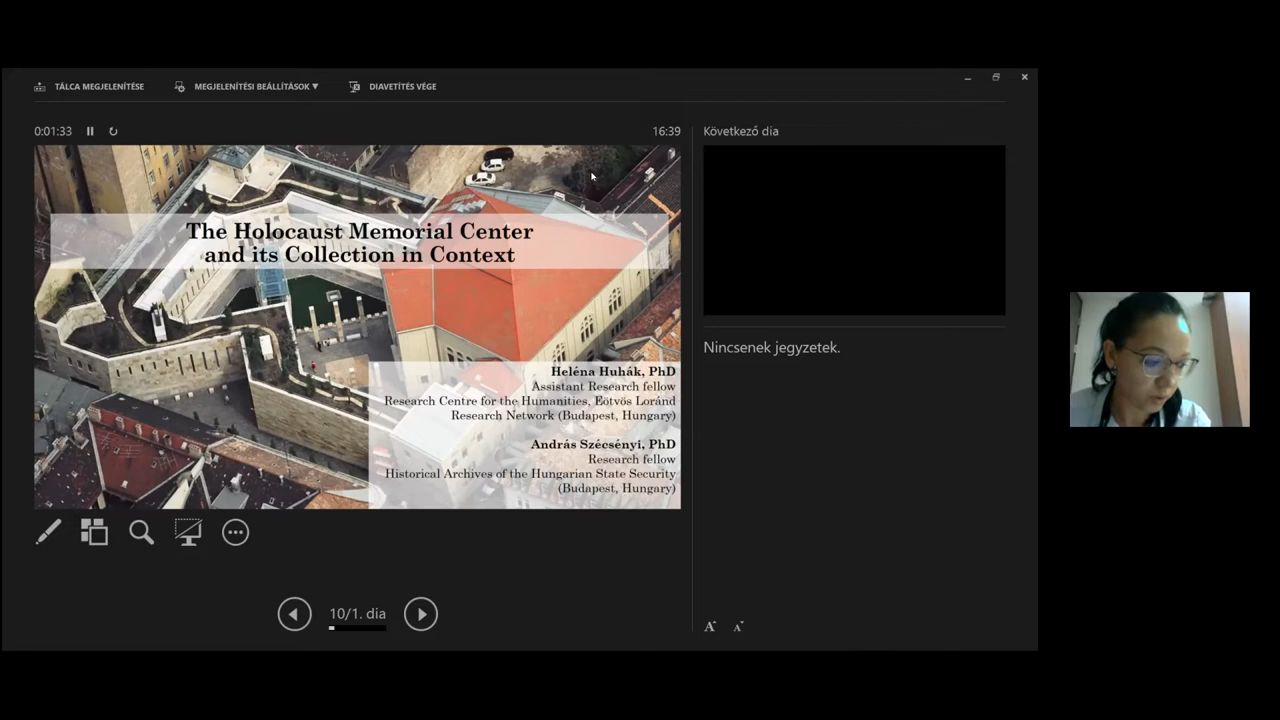 TÁLCA MEGJELENÍTÉSE
MEGJELENÍTÉSI BEÁLLÍTÁSOK ▼
DIAVETÍTÉS VÉGE
0:01:33
16:39
The Holocaust Memorial Center
and its Collection in Context
Heléna Huhák, PhD
Assistant Research fellow
Research Centre for the Humanities, Eötvös Loránd
Research Network (Budapest, Hungary)
András Szécsényi, PhD
Research fellow
Historical Archives of the Hungarian State Security
(Budapest, Hungary)
10/1. dia
Következő dia
Nincsenek jegyzetek.
A A